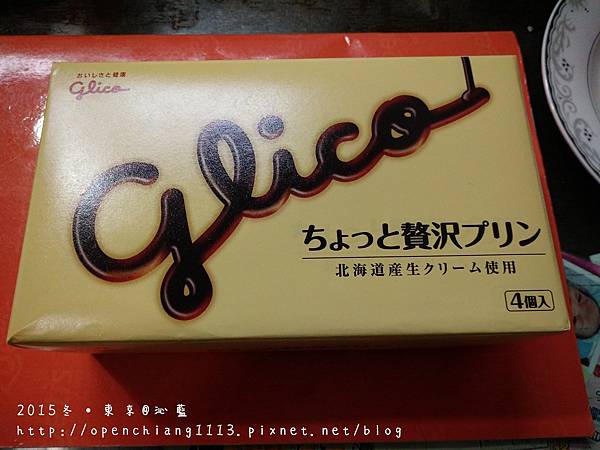 おいしさと健康
glico
glico
ちょっと贅沢プリン
北海道産生クリーム使用
4個入
2015冬•東京@沁藍
http://openchiang1113.pixnet.net/blog